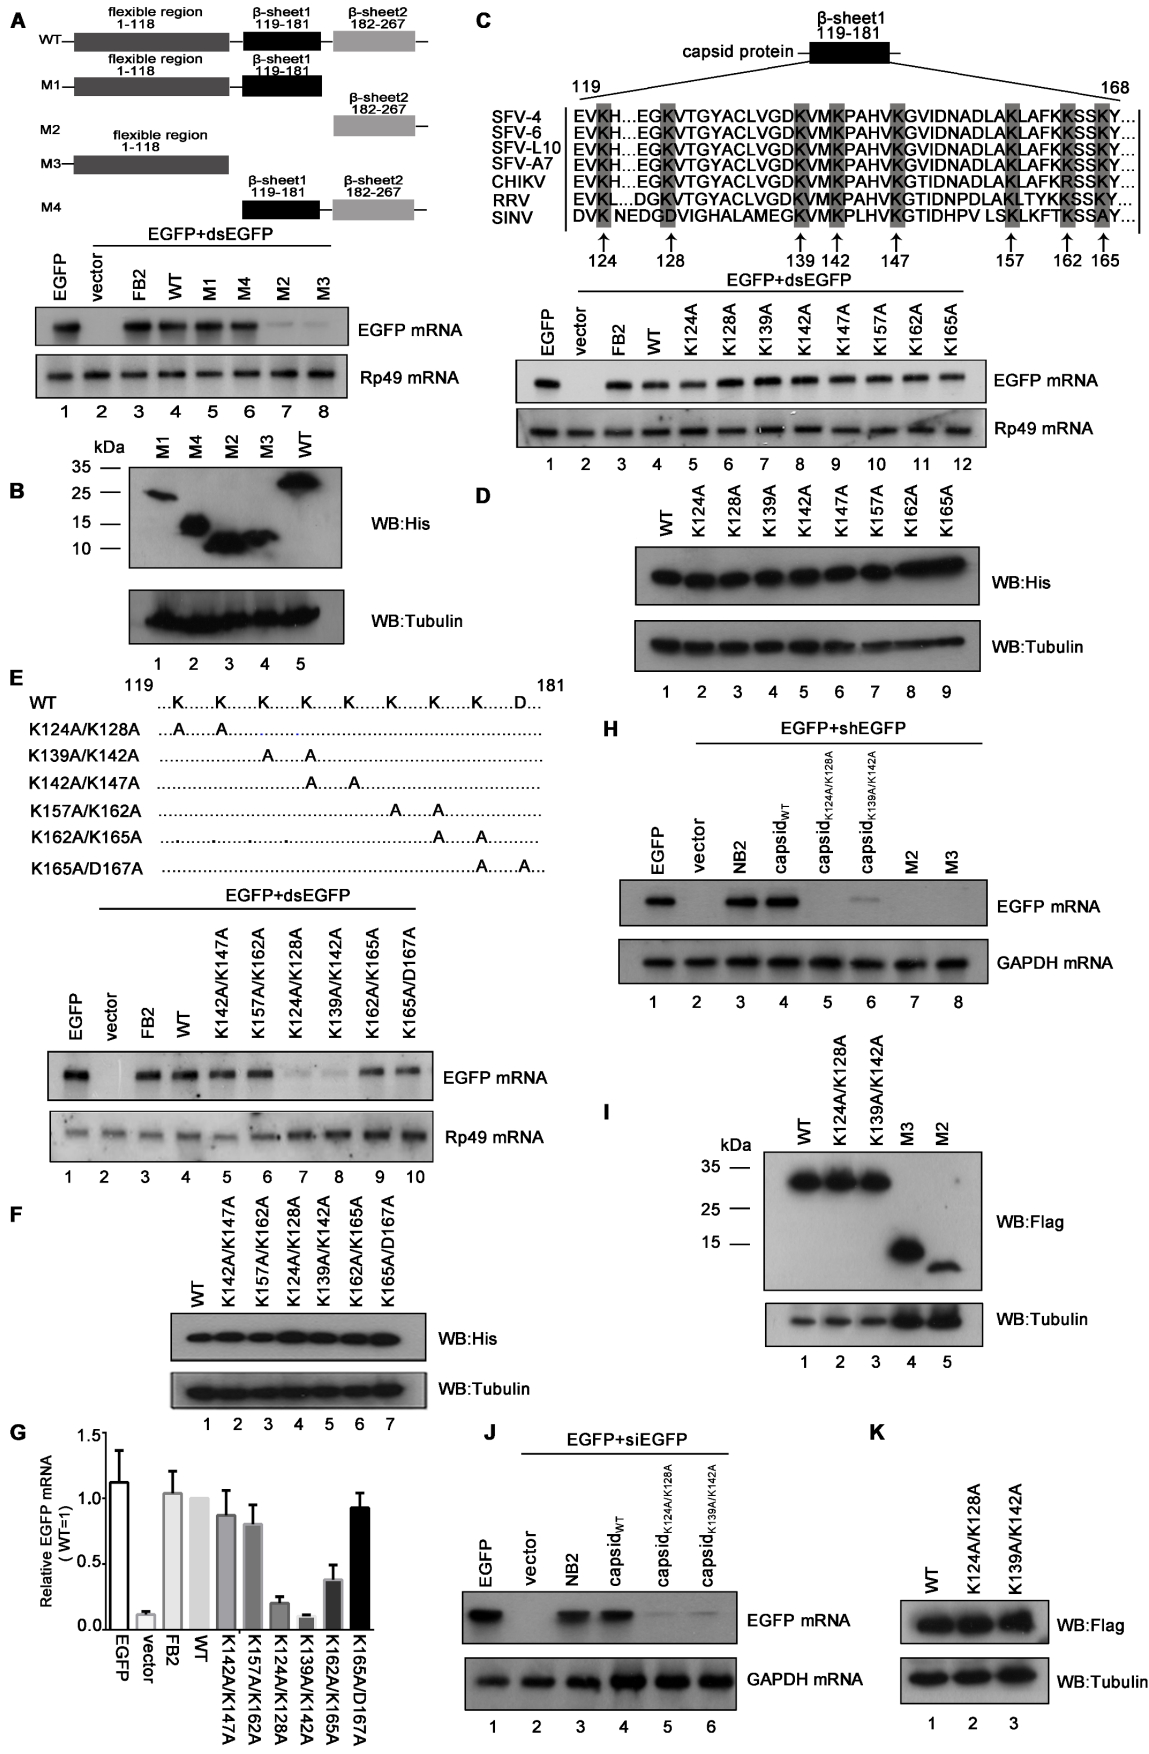 A
flexible region
1-118
β-sheet1
119-181
β-sheet2
182-267
WT
flexible region
1-118
β-sheet1
119-181
M1
β-sheet2
182-267
M2
flexible region
1-118
M3
β-sheet1
119-181
β-sheet2
182-267
M4
EGFP+dsEGFP
EGFP vector FB2 WT M1 M4 M2 M3
EGFP mRNA
Rp49 mRNA
1 2 3 4 5 6 7 8
B
kDa M1 M4 M2 M3 WT
35
25
15
10
WB:His
WB:Tubulin
1 2 3 4 5
C
β-sheet1
119-181
capsid protein
119 168
SFV-4 EVKH...EGKVTGYACLVGDKVMKPAHVKGVIDNADLAKLAFKKSSKY...
SFV-6 EVKH...EGKVTGYACLVGDKVMKPAHVKGVIDNADLAKLAFKKSSKY...
SFV-L10 EVKH...EGKVTGYACLVGDKVMKPAHVKGVIDNADLAKLAFKKSSKY...
SFV-A7 EVKH...EGKVTGYACLVGDKVMKPAHVKGVIDNADLAKLAFKKSSKY...
CHIKV EVKH...EGKVTGYACLVGDKVMKPAHVKGTIDNADLAKLAFKRSSKY...
RRV EVKL...DGKVTGYACLVGDKVMKPAHVKGTIDNADLAKLTYKKSSKY...
SINV DVKNEDGDVIGHALAMEGKVMKPLHVKGTIDHPVLSKLKFTKSSAY...
124 128 139 142 147 157 162 165
EGFP+dsEGFP
EGFP vector FB2 WT K124A K128A K139A K142A K147A K157A K162A K165A
EGFP mRNA
Rp49 mRNA
1 2 3 4 5 6 7 8 9 10 11 12
D
WT K124A K128A K139A K142A K147A K157A K162A K165A
WB:His
WB:Tubulin
1 2 3 4 5 6 7 8 9
E
119 181
WT ...K......K......K......K......K......K......K......K......D...
K124A/K128A ...A......A...
K139A/K142A ...A......A...
K142A/K147A ...A......A...
K157A/K162A ...A......A...
K162A/K165A ...A......A...
K165A/D167A ...A......A...
EGFP+dsEGFP
EGFP vector FB2 WT K142A/K147A K157A/K162A K124A/K128A K139A/K142A K162A/K165A K165A/D167A
EGFP mRNA
Rp49 mRNA
1 2 3 4 5 6 7 8 9 10
F
WT K142A/K147A K157A/K162A K124A/K128A K139A/K142A K162A/K165A K165A/D167A
WB:His
WB:Tubulin
1 2 3 4 5 6 7
G
Relative EGFP mRNA
( WT=1)
1.5
1.0
0.5
0.0
EGFP vector FB2 WT K142A/K147A K157A/K162A K124A/K128A K139A/K142A K162A/K165A K165A/D167A
H
EGFP+shEGFP
EGFP vector NB2 capsidWT capsidK124A/K128A capsidK139A/K142A M2 M3
EGFP mRNA
GAPDH mRNA
1 2 3 4 5 6 7 8
I
kDa WT K124A/K128A K139A/K142A M3 M2
35
25
15
WB:Flag
WB:Tubulin
1 2 3 4 5
J
EGFP+siEGFP
EGFP vector NB2 capsidWT capsidK124A/K128A capsidK139A/K142A
EGFP mRNA
GAPDH mRNA
1 2 3 4 5 6
K
WT K124A/K128A K139A/K142A
WB:Flag
WB:Tubulin
1 2 3